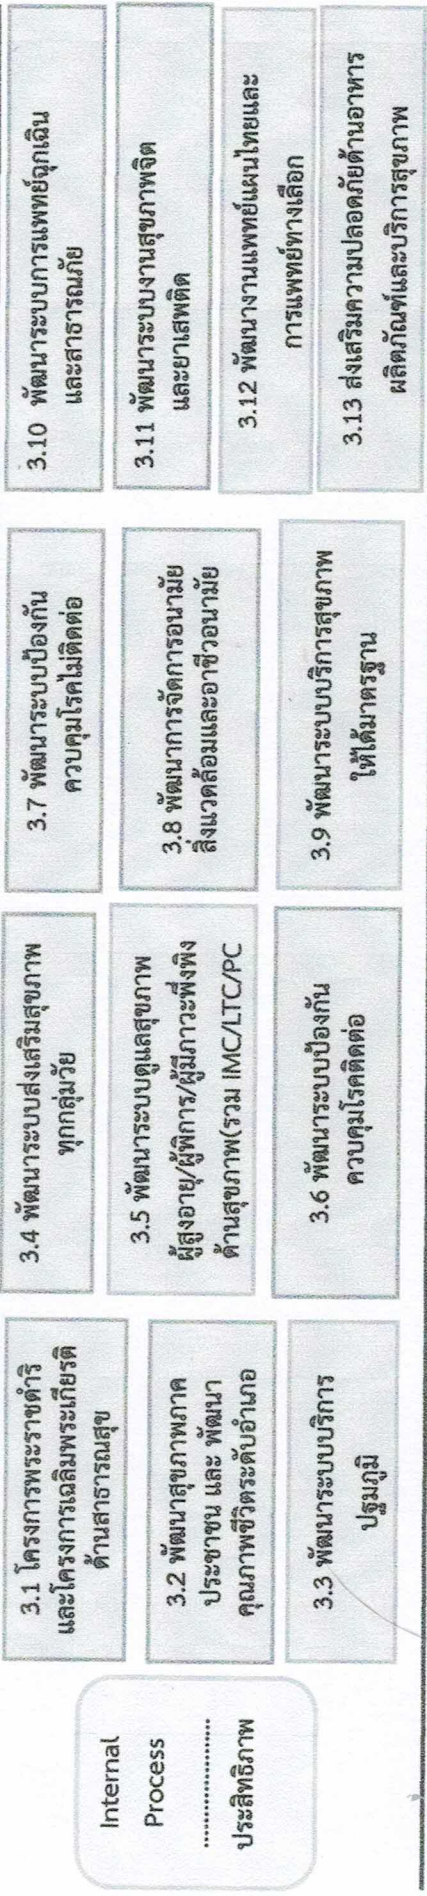 Internal
Process
........................
ประสิทธิภาพ
3.1 โครงการพระราชดำริ
และโครงการเฉลิมพระเกียรติ
ด้านสาธารณสุข
3.2 พัฒนาสุขภาพภาค
ประชาชน และ พัฒนา
คุณภาพชีวิตระดับอำเภอ
3.3 พัฒนาระบบบริการ
ปฐมภูมิ
3.4 พัฒนาระบบส่งเสริมสุขภาพ
ทุกกลุ่มวัย
3.5 พัฒนาระบบดูแลสุขภาพ
ผู้สูงอายุ/ผู้พิการ/ผู้มีภาวะพึ่งพิง
ด้านสุขภาพ(รวม IMC/LTC/PC
3.6 พัฒนาระบบป้องกัน
ควบคุมโรคติดต่อ
3.7 พัฒนาระบบป้องกัน
ควบคุมโรคไม่ติดต่อ
3.8 พัฒนาการจัดการอนามัย
สิ่งแวดล้อมและอาชีวอนามัย
3.9 พัฒนาระบบบริการสุขภาพ
ให้ได้มาตรฐาน
3.10 พัฒนาระบบการแพทย์ฉุกเฉิน
และสาธารณภัย
3.11 พัฒนาระบบงานสุขภาพจิต
และยาเสพติด
3.12 พัฒนางานแพทย์แผนไทยและ
การแพทย์ทางเลือก
3.13 ส่งเสริมความปลอดภัยด้านอาหาร
ผลิตภัณฑ์และบริการสุขภาพ